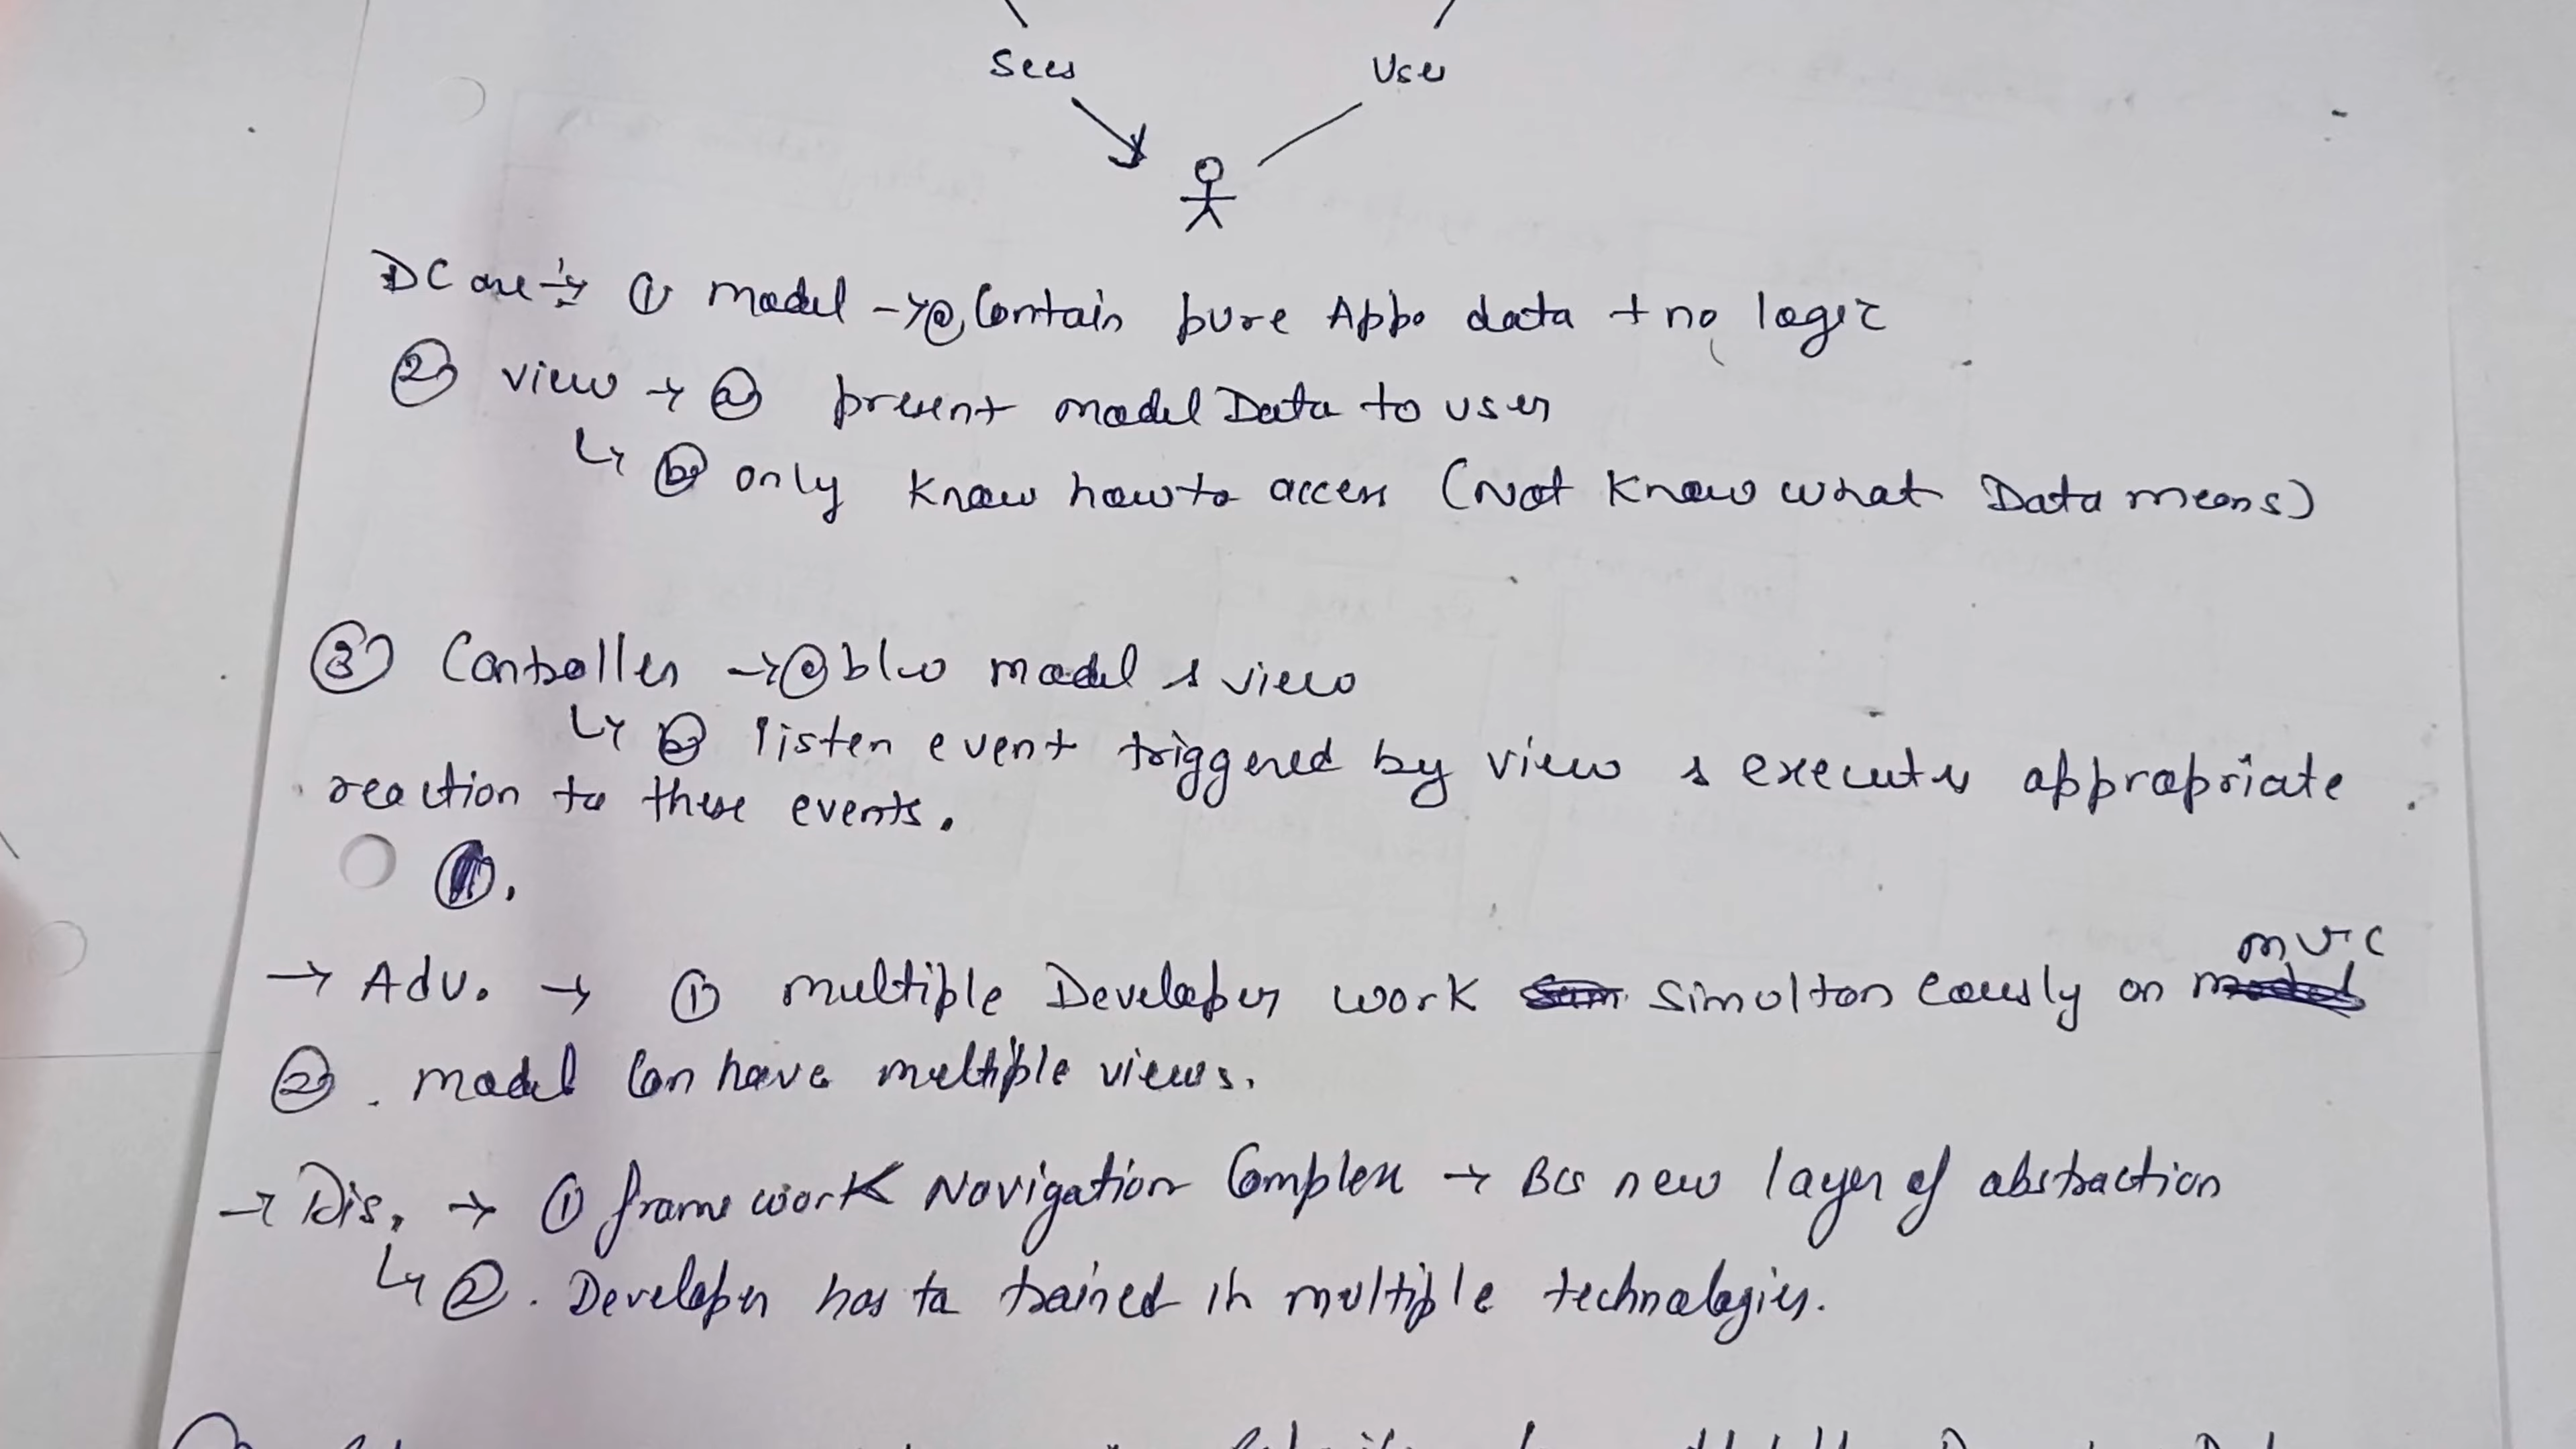 Sees Uses
DC are → ① model → ⓐ Contain pure App. data + no logic
② view → ⓐ present model Data to user
↳ ⓑ only know how to access (Not know what Data means)
③ Controller → ⓐ b/w model & view
↳ ⓑ listen event triggered by view & executes appropriate
reaction to these events.
→ Adv. → ① multiple Developer work simultaneously on MVC
②. model can have multiple views.
→ Dis. → ① framework Navigation Complex → Bcs new layer of abstraction
↳ ②. Developer has to trained in multiple technologies.